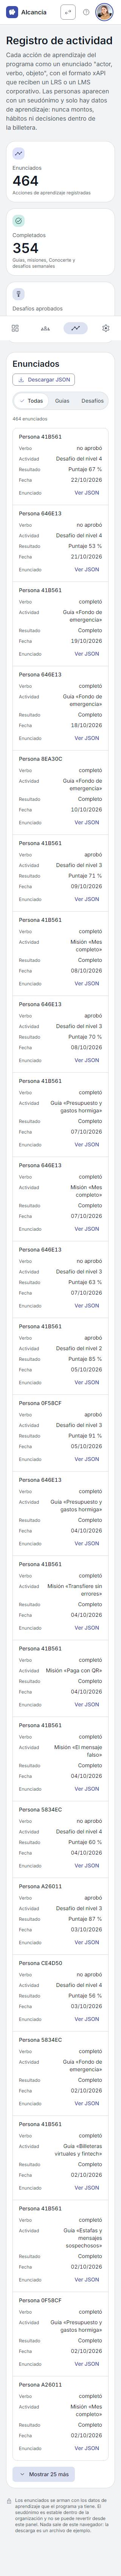 Alcancía
Registro de actividad
Cada acción del aprendizaje del
programa como un enunciado "actor,
verbo, objeto", con el formato xAPI
que reciben un LRS o un LMS
corporativo. Las personas aparecen
con un seudónimo y solo hay datos
de aprendizaje: nunca montos,
hábitos ni decisiones dentro de
la billetera.
Enunciados
464
Acciones de aprendizaje registradas
Completados
354
Guías, misiones, Conocerte y
desafíos semanales
Desafíos aprobados
Enunciados
Descargar JSON
Todas
Guías
Desafíos
464 enunciados
Persona 41B561
Verbo no aprobó
Actividad Desafío del nivel 4
Resultado Puntaje 67 %
Fecha 22/10/2026
Enunciado Ver JSON
Persona 646E13
Verbo no aprobó
Actividad Desafío del nivel 4
Resultado Puntaje 53 %
Fecha 21/10/2026
Enunciado Ver JSON
Persona 41B561
Verbo completó
Actividad Guía «Fondo de
emergencia»
Resultado Completo
Fecha 19/10/2026
Enunciado Ver JSON
Persona 646E13
Verbo completó
Actividad Guía «Fondo de
emergencia»
Resultado Completo
Fecha 18/10/2026
Enunciado Ver JSON
Persona 8EA30C
Verbo completó
Actividad Guía «Fondo de
emergencia»
Resultado Completo
Fecha 10/10/2026
Enunciado Ver JSON
Persona 41B561
Verbo aprobó
Actividad Desafío del nivel 3
Resultado Puntaje 71 %
Fecha 09/10/2026
Enunciado Ver JSON
Persona 41B561
Verbo completó
Actividad Misión «Mes
completo»
Resultado Completo
Fecha 08/10/2026
Enunciado Ver JSON
Persona 646E13
Verbo aprobó
Actividad Desafío del nivel 3
Resultado Puntaje 70 %
Fecha 08/10/2026
Enunciado Ver JSON
Persona 41B561
Verbo completó
Actividad Guía «Presupuesto y
gastos hormiga»
Resultado Completo
Fecha 07/10/2026
Enunciado Ver JSON
Persona 646E13
Verbo completó
Actividad Misión «Mes
completo»
Resultado Completo
Fecha 07/10/2026
Enunciado Ver JSON
Persona 646E13
Verbo no aprobó
Actividad Desafío del nivel 3
Resultado Puntaje 63 %
Fecha 07/10/2026
Enunciado Ver JSON
Persona 41B561
Verbo aprobó
Actividad Desafío del nivel 2
Resultado Puntaje 85 %
Fecha 05/10/2026
Enunciado Ver JSON
Persona 0F58CF
Verbo aprobó
Actividad Desafío del nivel 3
Resultado Puntaje 91 %
Fecha 05/10/2026
Enunciado Ver JSON
Persona 646E13
Verbo completó
Actividad Guía «Presupuesto y
gastos hormiga»
Resultado Completo
Fecha 04/10/2026
Enunciado Ver JSON
Persona 41B561
Verbo completó
Actividad Misión «Transfiere sin
errores»
Resultado Completo
Fecha 04/10/2026
Enunciado Ver JSON
Persona 41B561
Verbo completó
Actividad Misión «Paga con QR»
Resultado Completo
Fecha 04/10/2026
Enunciado Ver JSON
Persona 41B561
Verbo completó
Actividad Misión «El mensaje
falso»
Resultado Completo
Fecha 04/10/2026
Enunciado Ver JSON
Persona 5834EC
Verbo no aprobó
Actividad Desafío del nivel 4
Resultado Puntaje 60 %
Fecha 04/10/2026
Enunciado Ver JSON
Persona A26011
Verbo aprobó
Actividad Desafío del nivel 3
Resultado Puntaje 87 %
Fecha 03/10/2026
Enunciado Ver JSON
Persona CE4D50
Verbo no aprobó
Actividad Desafío del nivel 4
Resultado Puntaje 56 %
Fecha 03/10/2026
Enunciado Ver JSON
Persona 5834EC
Verbo completó
Actividad Guía «Fondo de
emergencia»
Resultado Completo
Fecha 02/10/2026
Enunciado Ver JSON
Persona 41B561
Verbo completó
Actividad Guía «Billeteras
virtuales y fintech»
Resultado Completo
Fecha 02/10/2026
Enunciado Ver JSON
Persona 41B561
Verbo completó
Actividad Guía «Estafas y
mensajes
sospechosos»
Resultado Completo
Fecha 02/10/2026
Enunciado Ver JSON
Persona 0F58CF
Verbo completó
Actividad Guía «Presupuesto y
gastos hormiga»
Resultado Completo
Fecha 02/10/2026
Enunciado Ver JSON
Persona A26011
Verbo completó
Actividad Misión «Mes
completo»
Resultado Completo
Fecha 02/10/2026
Enunciado Ver JSON
Mostrar 25 más
Los enunciados se arman con los datos de
aprendizaje que el programa ya tiene. El
seudónimo es estable dentro de la
organización y no se puede revertir desde
este panel. Nada sale de este navegador: la
descarga es un archivo de ejemplo.